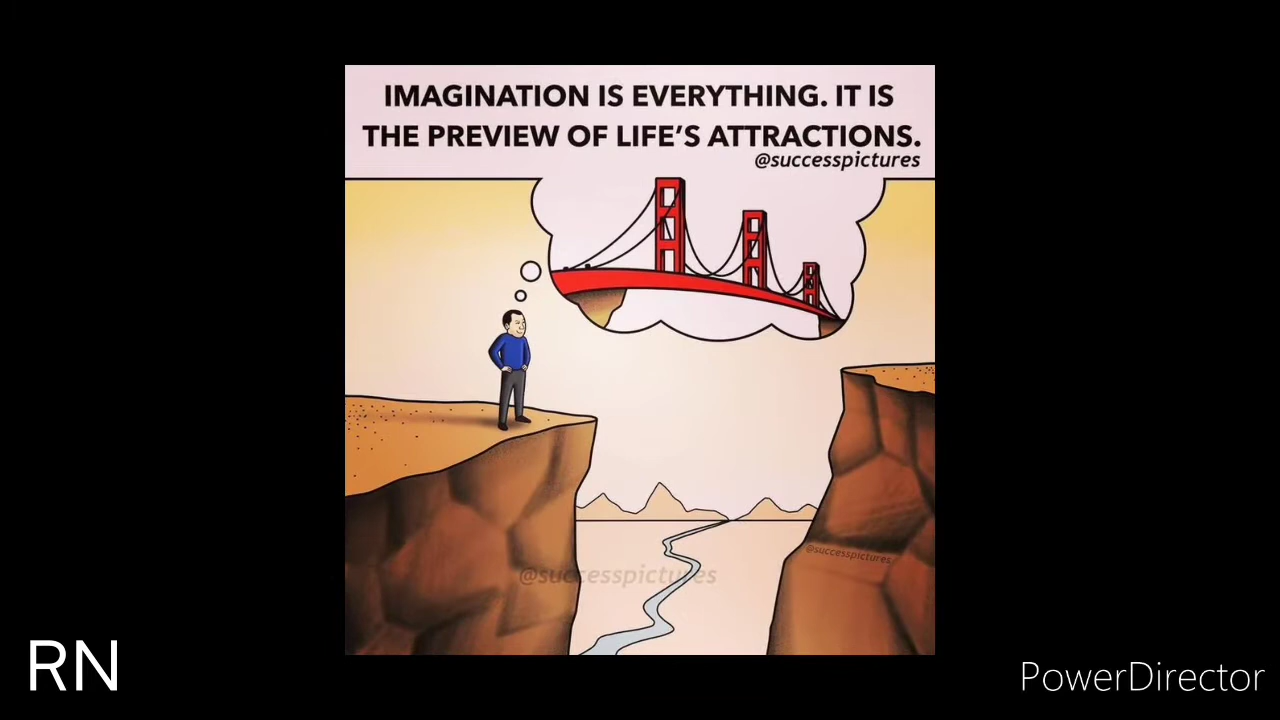 IMAGINATION IS EVERYTHING. IT IS
THE PREVIEW OF LIFE'S ATTRACTIONS.
@successpictures
@successpictures
@successpictures
RN
PowerDirector